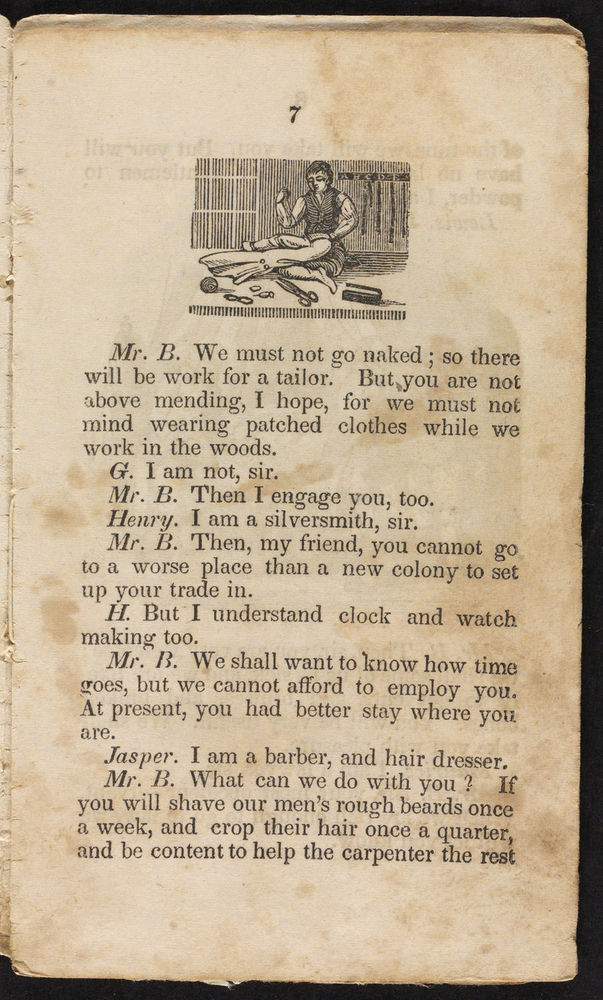 7
A B C D E
Mr. B. We must not go naked; so there
will be work for a tailor. But you are not
above mending, I hope, for we must not
mind wearing patched clothes while we
work in the woods.
G. I am not, sir.
Mr. B. Then I engage you, too.
Henry. I am a silversmith, sir.
Mr. B. Then, my friend, you cannot go
to a worse place than a new colony to set
up your trade in.
H. But I understand clock and watch
making too.
Mr. B. We shall want to know how time
goes, but we cannot afford to employ you.
At present, you had better stay where you
are.
Jasper. I am a barber, and hair dresser.
Mr. B. What can we do with you? If
you will shave our men's rough beards once
a week, and crop their hair once a quarter,
and be content to help the carpenter the rest